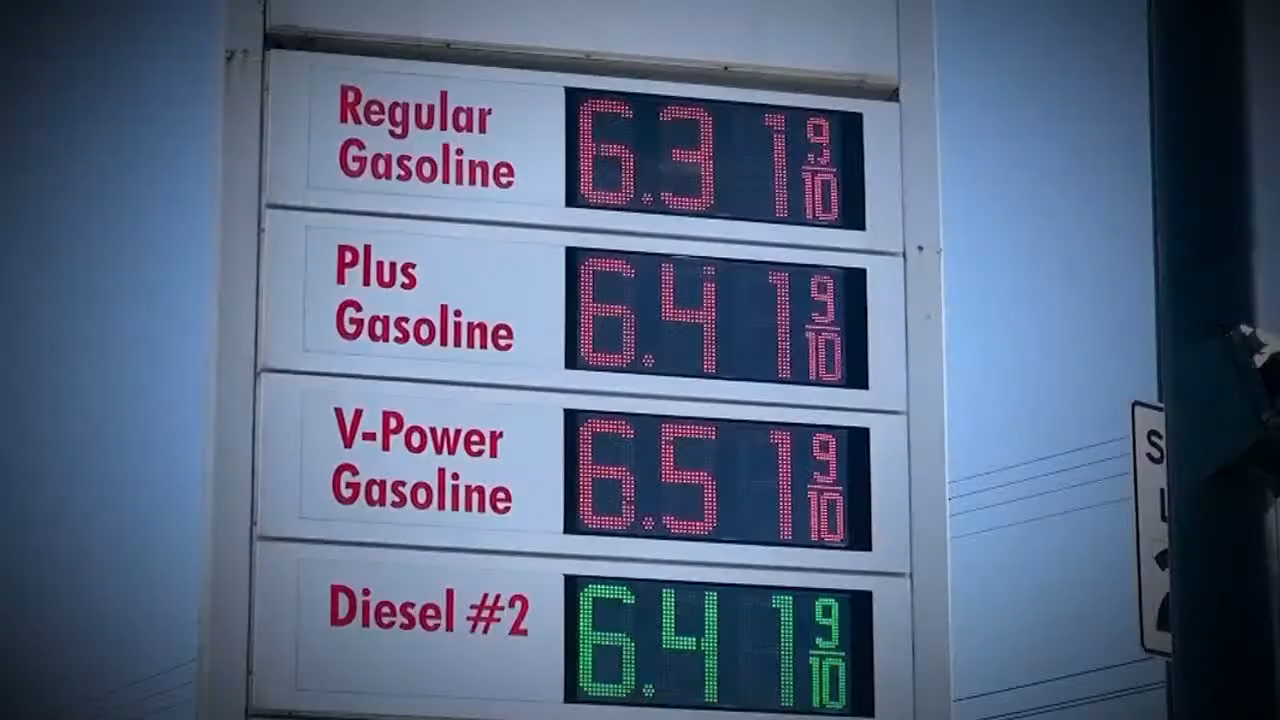 Regular
Gasoline
6.31 9/10
Plus
Gasoline
6.41 9/10
V-Power
Gasoline
6.51 9/10
Diesel #2
6.41 9/10
S
L